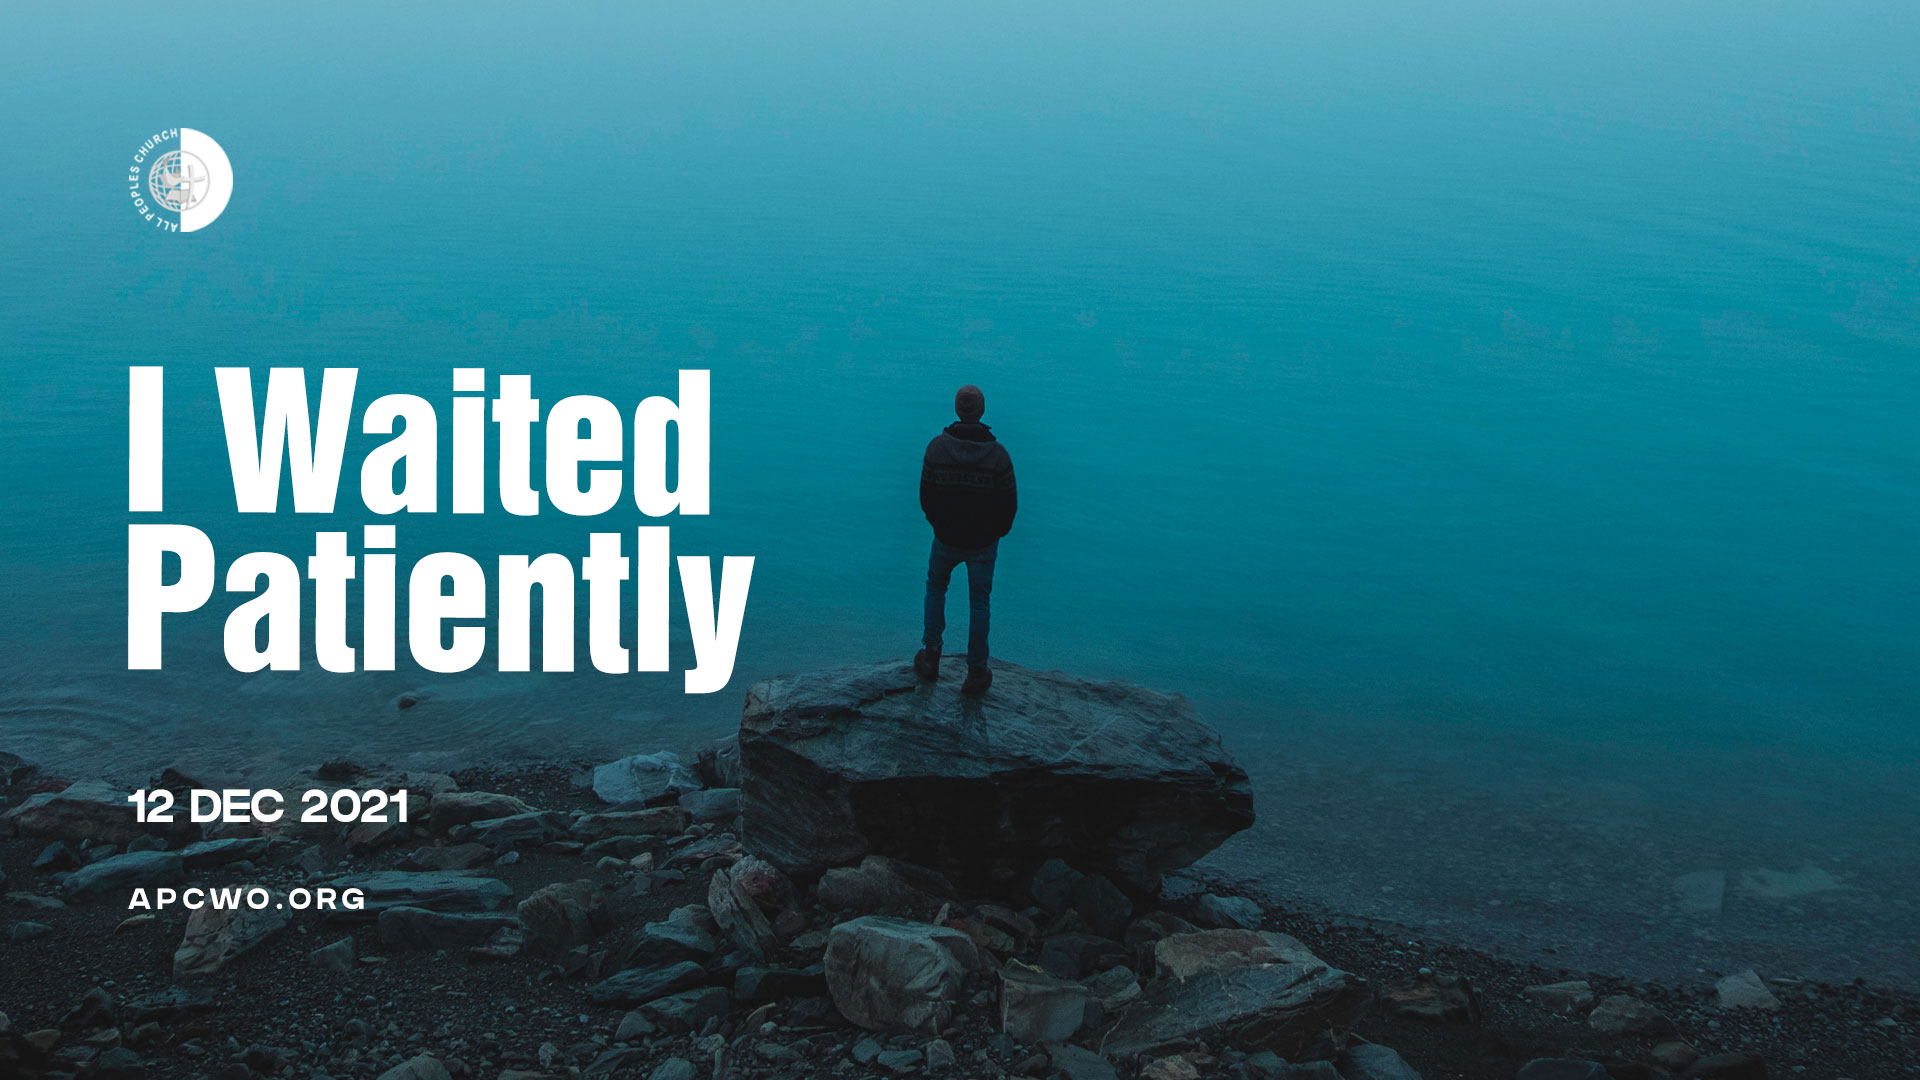 ALL PEOPLES CHURCH
I Waited
Patiently
12 DEC 2021
APCWO.ORG